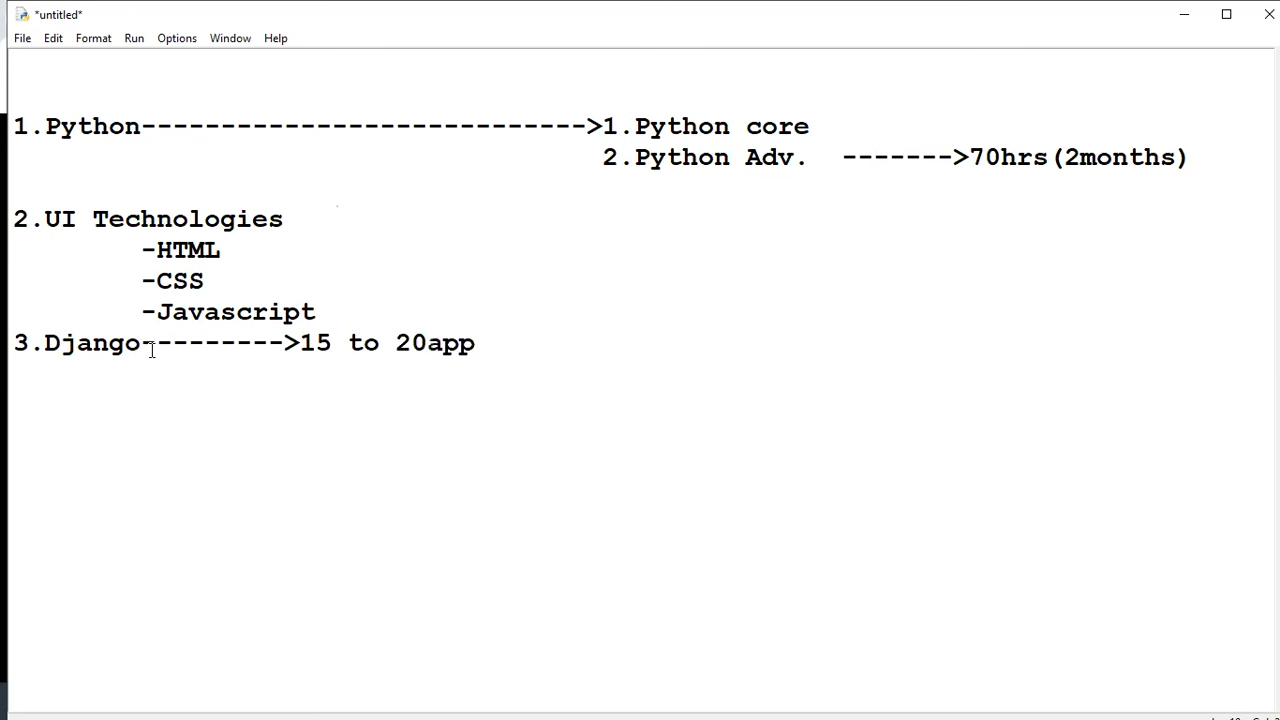 *untitled*
File Edit Format Run Options Window Help
1.Python---------------------------->1.Python core
2.Python Adv. ------->70hrs(2months)
2.UI Technologies
-HTML
-CSS
-Javascript
3.Django--------->15 to 20app